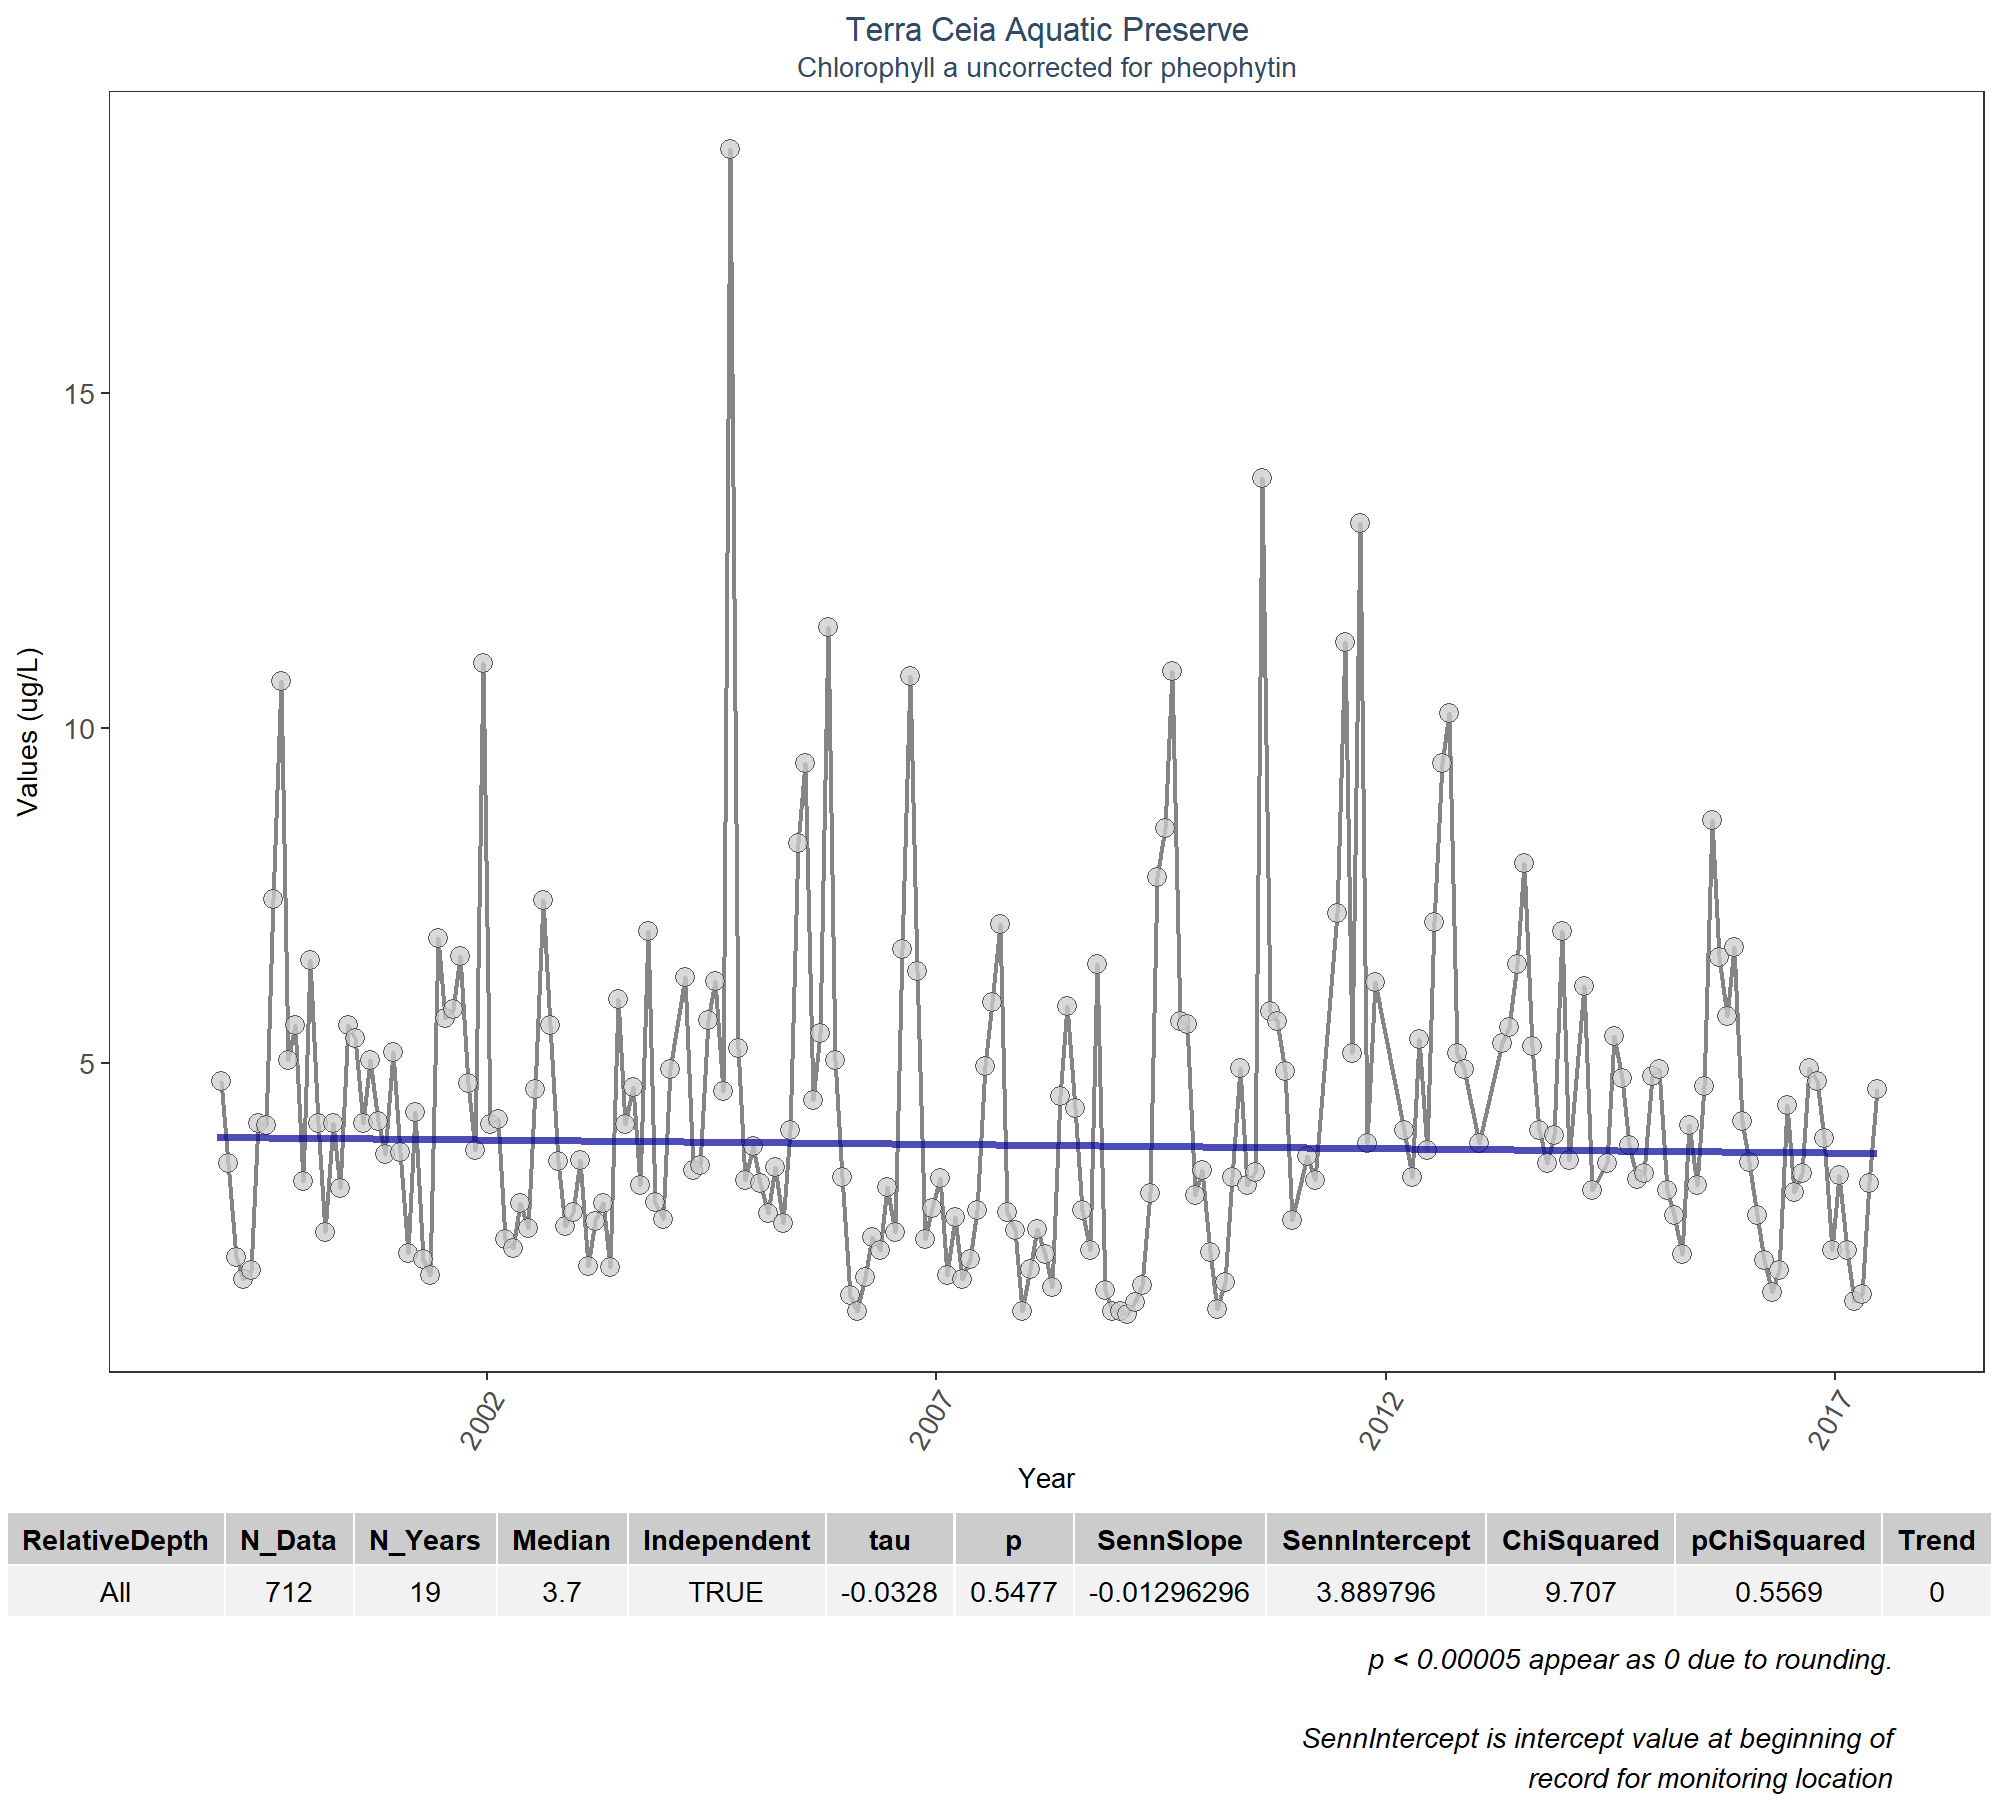 Terra Ceia Aquatic Preserve
Chlorophyll a uncorrected for pheophytin
Values (ug/L)
15
10
5
2002 2007 2012 2017
Year
RelativeDepth N_Data N_Years Median Independent tau p SennSlope SennIntercept ChiSquared pChiSquared Trend
All 712 19 3.7 TRUE -0.0328 0.5477 -0.01296296 3.889796 9.707 0.5569 0
p < 0.00005 appear as 0 due to rounding.
SennIntercept is intercept value at beginning of
record for monitoring location